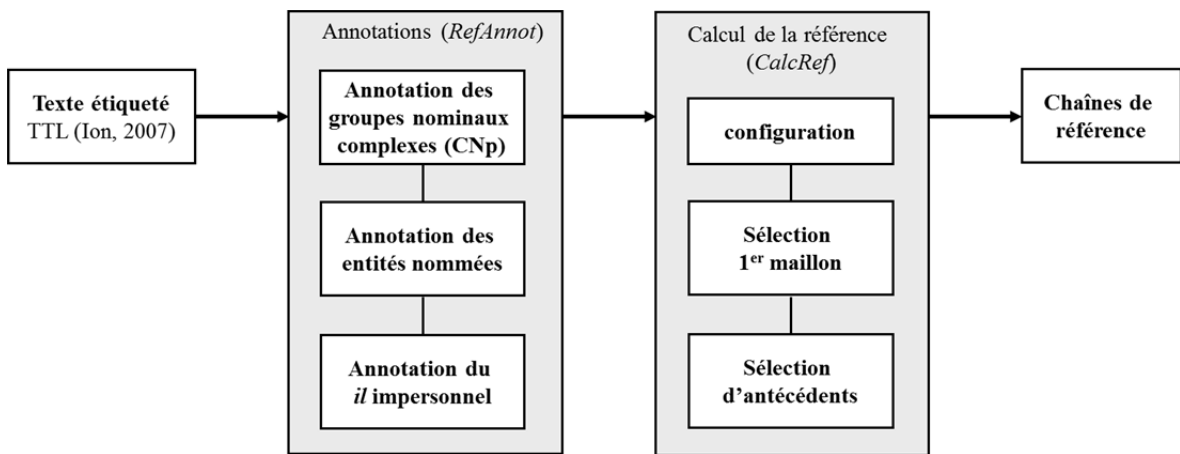 Texte étiqueté
TTL (Ion, 2007)
Annotations (RefAnnot)
Annotation des
groupes nominaux
complexes (CNp)
Annotation des
entités nommées
Annotation du
il impersonnel
Calcul de la référence
(CalcRef)
configuration
Sélection
1er maillon
Sélection
d’antécédents
Chaînes de
référence